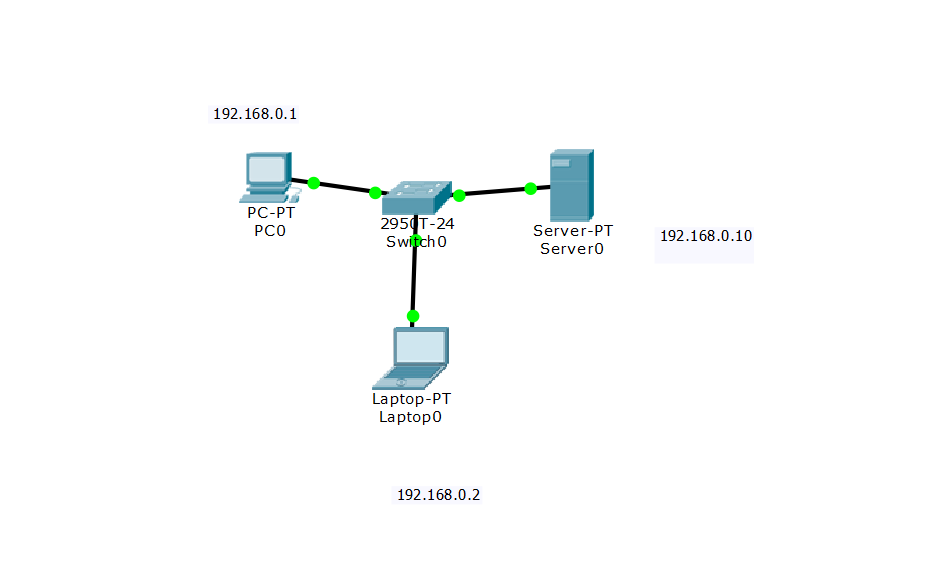 192.168.0.1
PC-PT
PC0
2950T-24
Switch0
Server-PT
Server0
192.168.0.10
Laptop-PT
Laptop0
192.168.0.2